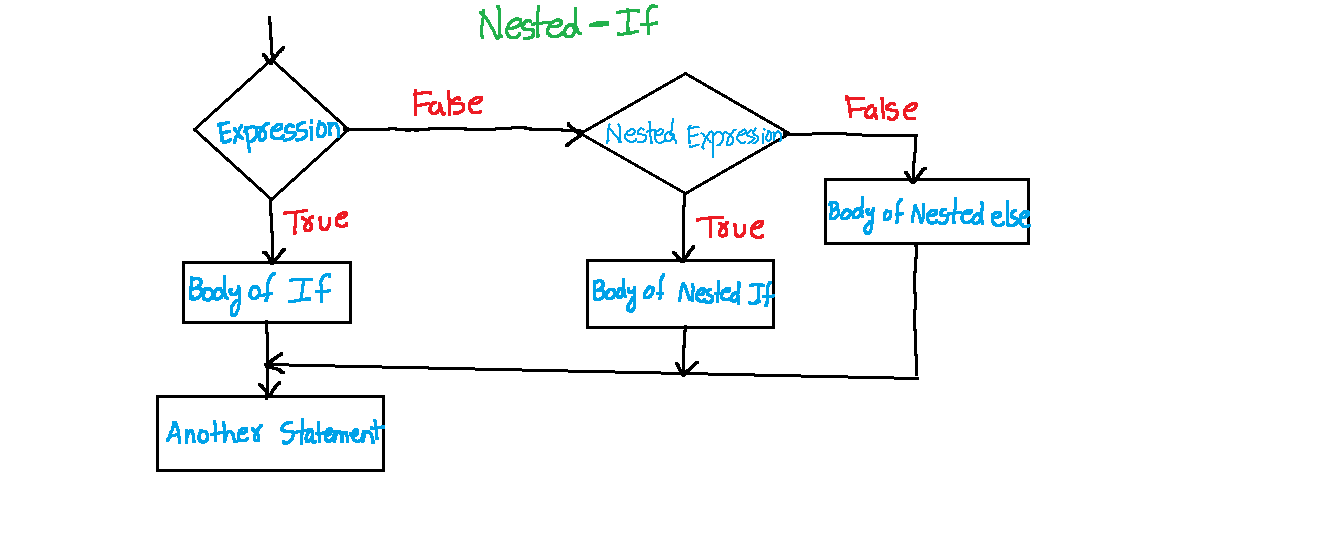 Nested - If
Expression
False
Nested Expression
False
Body of Nested else
True
True
Body of If
Body of Nested If
Another Statement